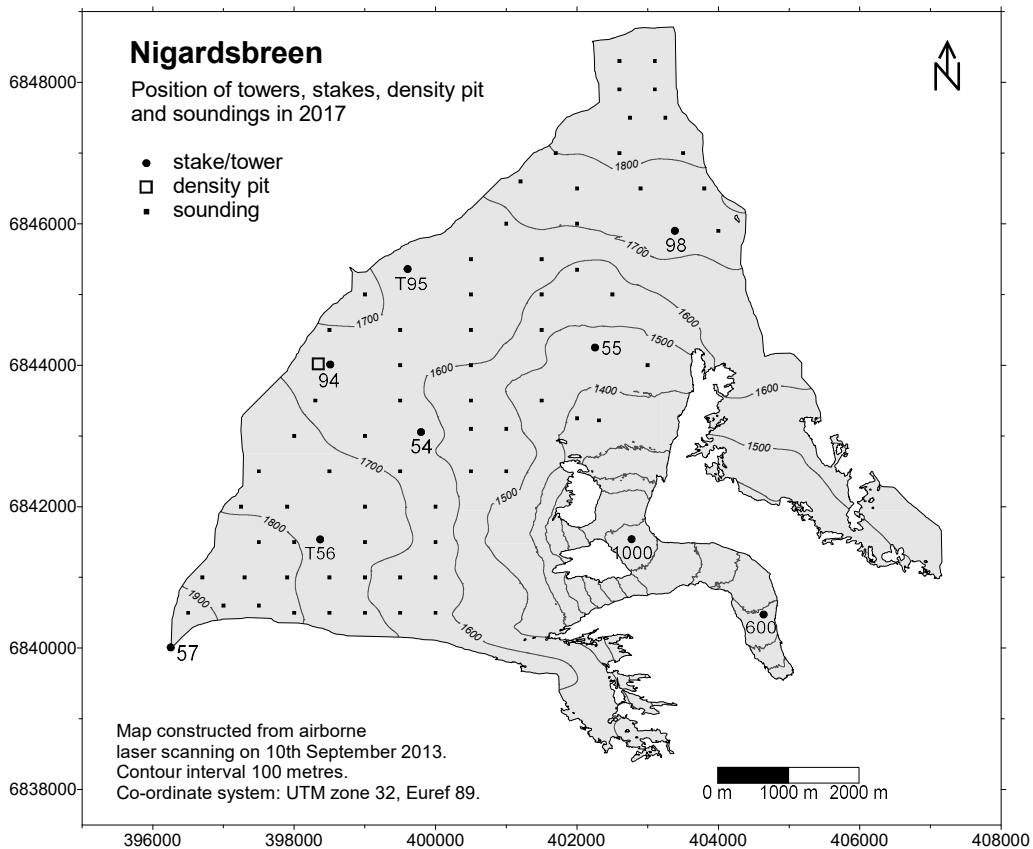 Nigardsbreen
Position of towers, stakes, density pit
and soundings in 2017
stake/tower
density pit
sounding
N
6848000
6846000
6844000
6842000
6840000
6838000
1800
98
1700
T95
1700
1600
1500
55
1600
94
1400
1600
54
1700
1500
1500
1800
T56
1000
1900
600
1600
57
Map constructed from airborne
laser scanning on 10th September 2013.
Contour interval 100 metres.
Co-ordinate system: UTM zone 32, Euref 89.
0 m 1000 m 2000 m
396000 398000 400000 402000 404000 406000 408000